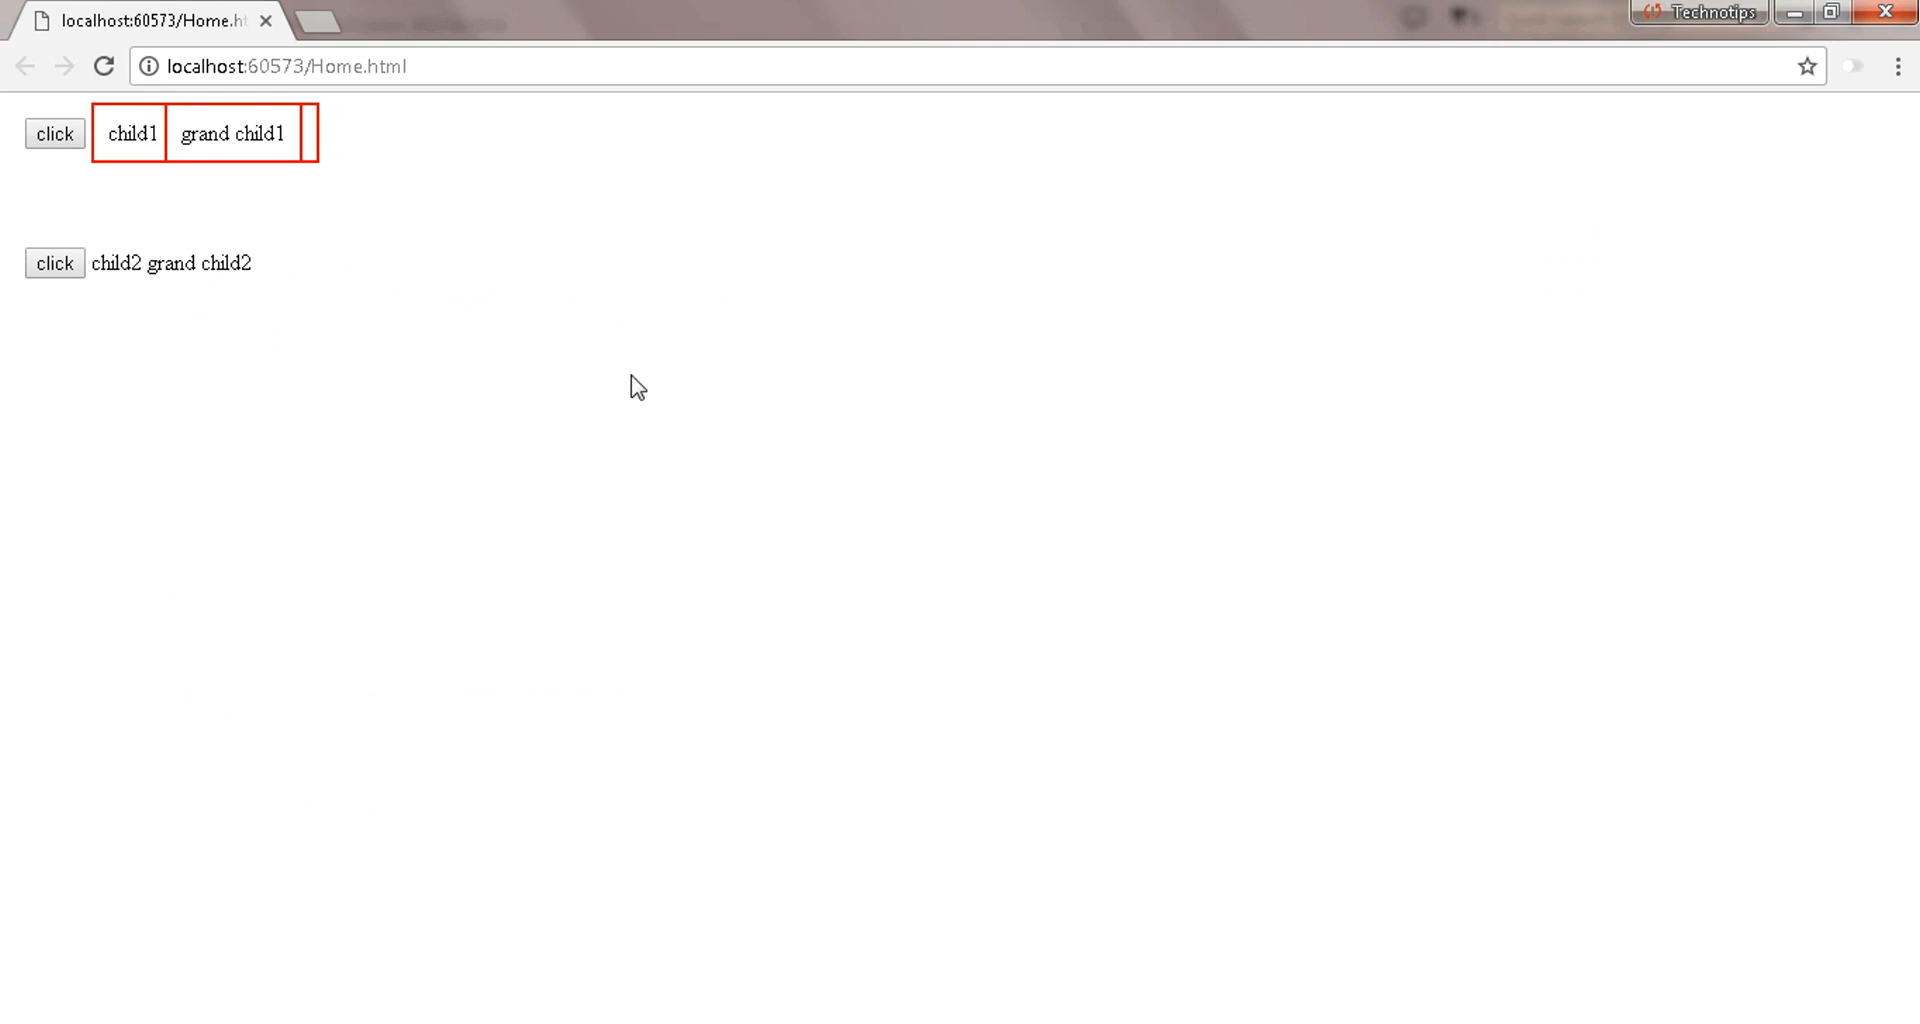 localhost:60573/Home.ht
Technotips
localhost:60573/Home.html
click child1 grand child1
click child2 grand child2